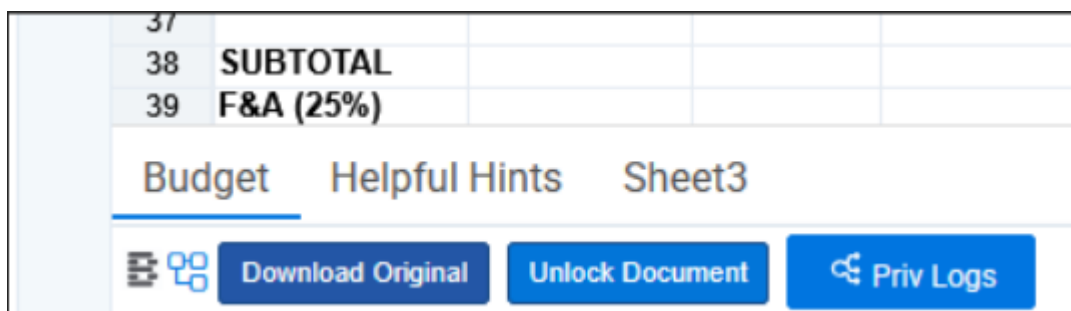 37
38 SUBTOTAL
39 F&A (25%)
Budget Helpful Hints Sheet3
Download Original Unlock Document Priv Logs